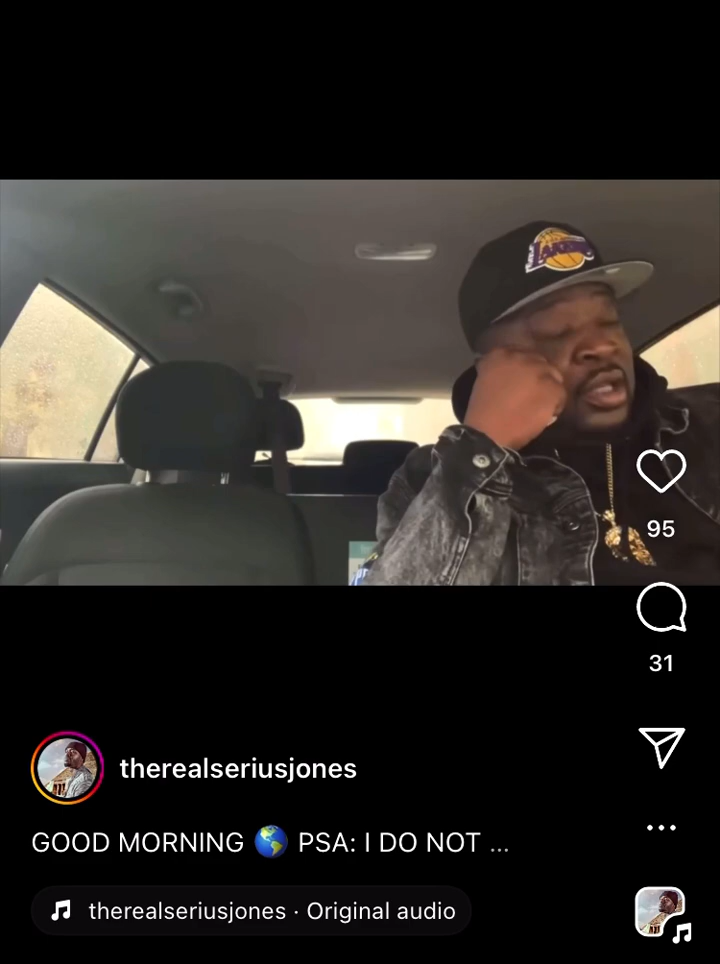 LAKERS
95
31
therealseriusjones
GOOD MORNING 🌎 PSA: I DO NOT ...
therealseriusjones · Original audio